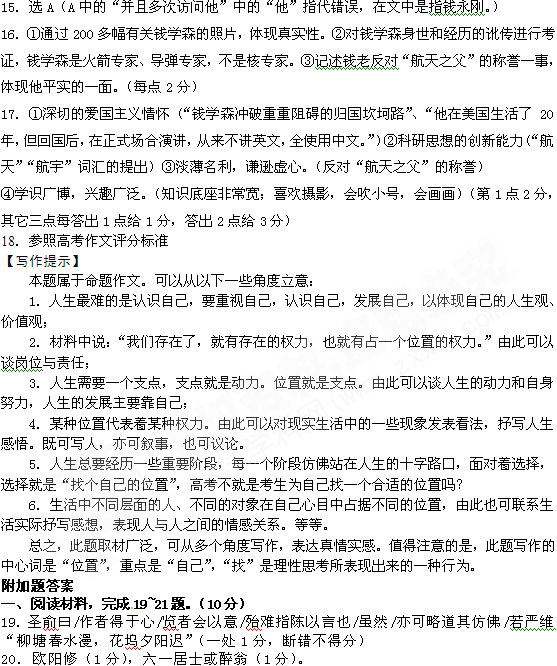 15. 选A（A中的“并且多次访问他”中的“他”指代错误，在文中是指钱永刚。）
16. ①通过 200 多幅有关钱学森的照片，体现真实性。②对钱学森身世和经历的讹传进行考
证，钱学森是火箭专家、导弹专家，不是核专家。③记述钱老反对“航天之父”的称誉一事，
体现他平实的一面。（每点 2 分）
17. ①深切的爱国主义情怀（“钱学森冲破重重阻碍的归国坎坷路”、“他在美国生活了 20
年，但回国后，在正式场合演讲，从来不讲英文，全使用中文。”）②科研思想的创新能力（“航
天”“航宇”词汇的提出）③淡薄名利，谦逊虚心。（反对“航天之父”的称誉）
④学识广博，兴趣广泛。（知识底座非常宽；喜欢摄影，会吹小号，会画画）（第 1 点 2 分，
其它三点每答出 1 点给 1 分，答出 2 点给 3 分）
18. 参照高考作文评分标准
【写作提示】
本题属于命题作文。可以从以下一些角度立意：
1. 人生最难的是认识自己，要重视自己，认识自己，发展自己，以体现自己的人生观、
价值观；
2. 材料中说：“我们存在了，就有存在的权力，也就有占一个位置的权力。”由此可以
谈岗位与责任；
3. 人生需要一个支点，支点就是动力。位置就是支点。由此可以谈人生的动力和自身
努力，人生的发展主要靠自己；
4. 某种位置代表着某种权力。由此可以对现实生活中的一些现象发表看法，抒写人生
感悟。既可写人，亦可叙事，也可议论。
5. 人生总要经历一些重要阶段，每一个阶段仿佛站在人生的十字路口，面对着选择，
选择就是“找个自己的位置”，高考不就是考生为自己找一个合适的位置吗？
6. 生活中不同层面的人、不同的对象在自己心目中占据不同的位置，由此也可联系生
活实际抒写感想，表现人与人之间的情感关系。等等。
总之，此题取材广泛，可从多个角度写作，表达真情实感。值得注意的是，此题写作的
中心词是“位置”，重点是“自己”，“找”是理性思考所表现出来的一种行为。
附加题答案
一、阅读材料，完成 19~21 题。（10 分）
19. 圣俞曰/作者得于心/览者会以意/殆难指陈以言也/虽然/亦可略道其仿佛/若严维
“柳塘春水漫，花坞夕阳迟”（一处 1 分，断错不得分）
20. 欧阳修（1 分），六一居士或醉翁（1 分）。